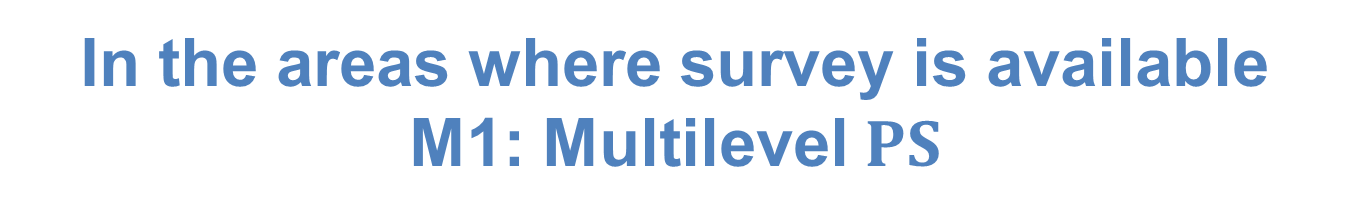 In the areas where survey is available
M1: Multilevel PS